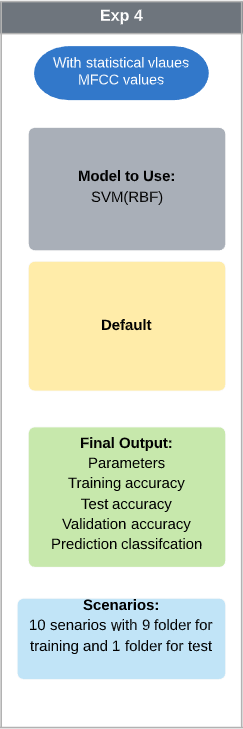 Exp 4
With statistical vlaues
MFCC values
Model to Use:
SVM(RBF)
Default
Final Output:
Parameters
Training accuracy
Test accuracy
Validation accuracy
Prediction classifcation
Scenarios:
10 senarios with 9 folder for
training and 1 folder for test